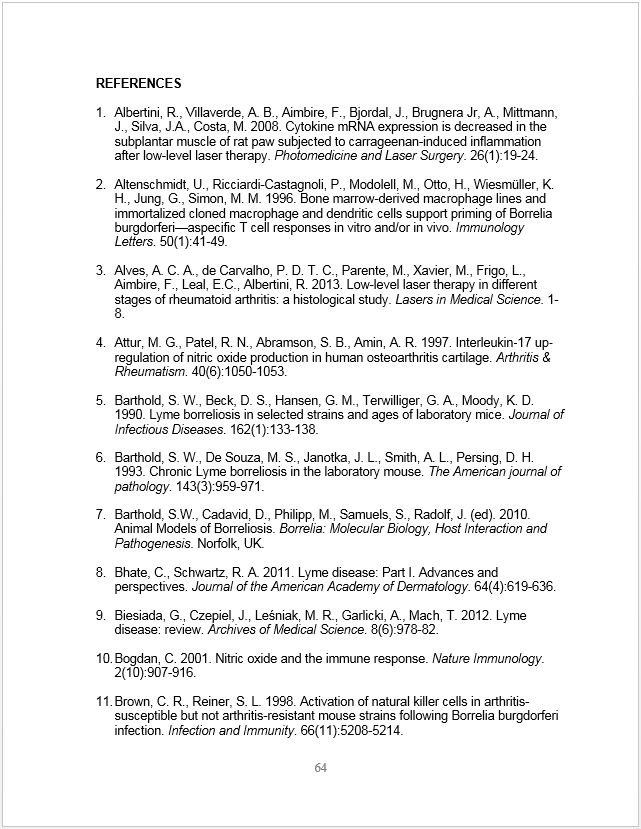 REFERENCES
1. Albertini, R., Villaverde, A. B., Aimbire, F., Bjordal, J., Brugnera Jr, A., Mittmann,
J., Silva, J.A., Costa, M. 2008. Cytokine mRNA expression is decreased in the
subplantar muscle of rat paw subjected to carrageenan-induced inflammation
after low-level laser therapy. Photomedicine and Laser Surgery. 26(1):19-24.
2. Altenschmidt, U., Ricciardi-Castagnoli, P., Modolell, M., Otto, H., Wiesmüller, K.
H., Jung, G., Simon, M. M. 1996. Bone marrow-derived macrophage lines and
immortalized cloned macrophage and dendritic cells support priming of Borrelia
burgdorferi—aspecific T cell responses in vitro and/or in vivo. Immunology
Letters. 50(1):41-49.
3. Alves, A. C. A., de Carvalho, P. D. T. C., Parente, M., Xavier, M., Frigo, L.,
Aimbire, F., Leal, E.C., Albertini, R. 2013. Low-level laser therapy in different
stages of rheumatoid arthritis: a histological study. Lasers in Medical Science. 1-
8.
4. Attur, M. G., Patel, R. N., Abramson, S. B., Amin, A. R. 1997. Interleukin-17 up-
regulation of nitric oxide production in human osteoarthritis cartilage. Arthritis &
Rheumatism. 40(6):1050-1053.
5. Barthold, S. W., Beck, D. S., Hansen, G. M., Terwilliger, G. A., Moody, K. D.
1990. Lyme borreliosis in selected strains and ages of laboratory mice. Journal of
Infectious Diseases. 162(1):133-138.
6. Barthold, S. W., De Souza, M. S., Janotka, J. L., Smith, A. L., Persing, D. H.
1993. Chronic Lyme borreliosis in the laboratory mouse. The American journal of
pathology. 143(3):959-971.
7. Barthold, S.W., Cadavid, D., Philipp, M., Samuels, S., Radolf, J. (ed). 2010.
Animal Models of Borreliosis. Borrelia: Molecular Biology, Host Interaction and
Pathogenesis. Norfolk, UK.
8. Bhate, C., Schwartz, R. A. 2011. Lyme disease: Part I. Advances and
perspectives. Journal of the American Academy of Dermatology. 64(4):619-636.
9. Biesiada, G., Czepiel, J., Leśniak, M. R., Garlicki, A., Mach, T. 2012. Lyme
disease: review. Archives of Medical Science. 8(6):978-82.
10. Bogdan, C. 2001. Nitric oxide and the immune response. Nature Immunology.
2(10):907-916.
11. Brown, C. R., Reiner, S. L. 1998. Activation of natural killer cells in arthritis-
susceptible but not arthritis-resistant mouse strains following Borrelia burgdorferi
infection. Infection and Immunity. 66(11):5208-5214.
64